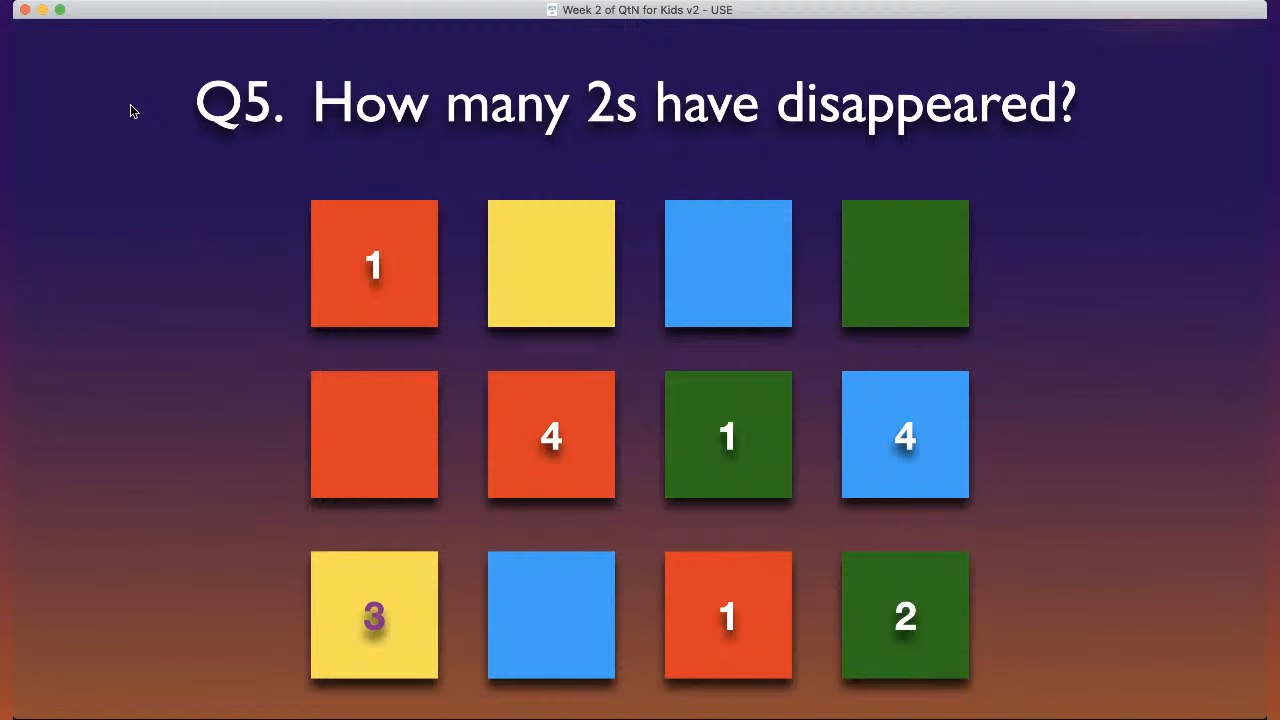 Week 2 of QtN for Kids v2 - USE
Q5. How many 2s have disappeared?
1
4 1 4
3 1 2